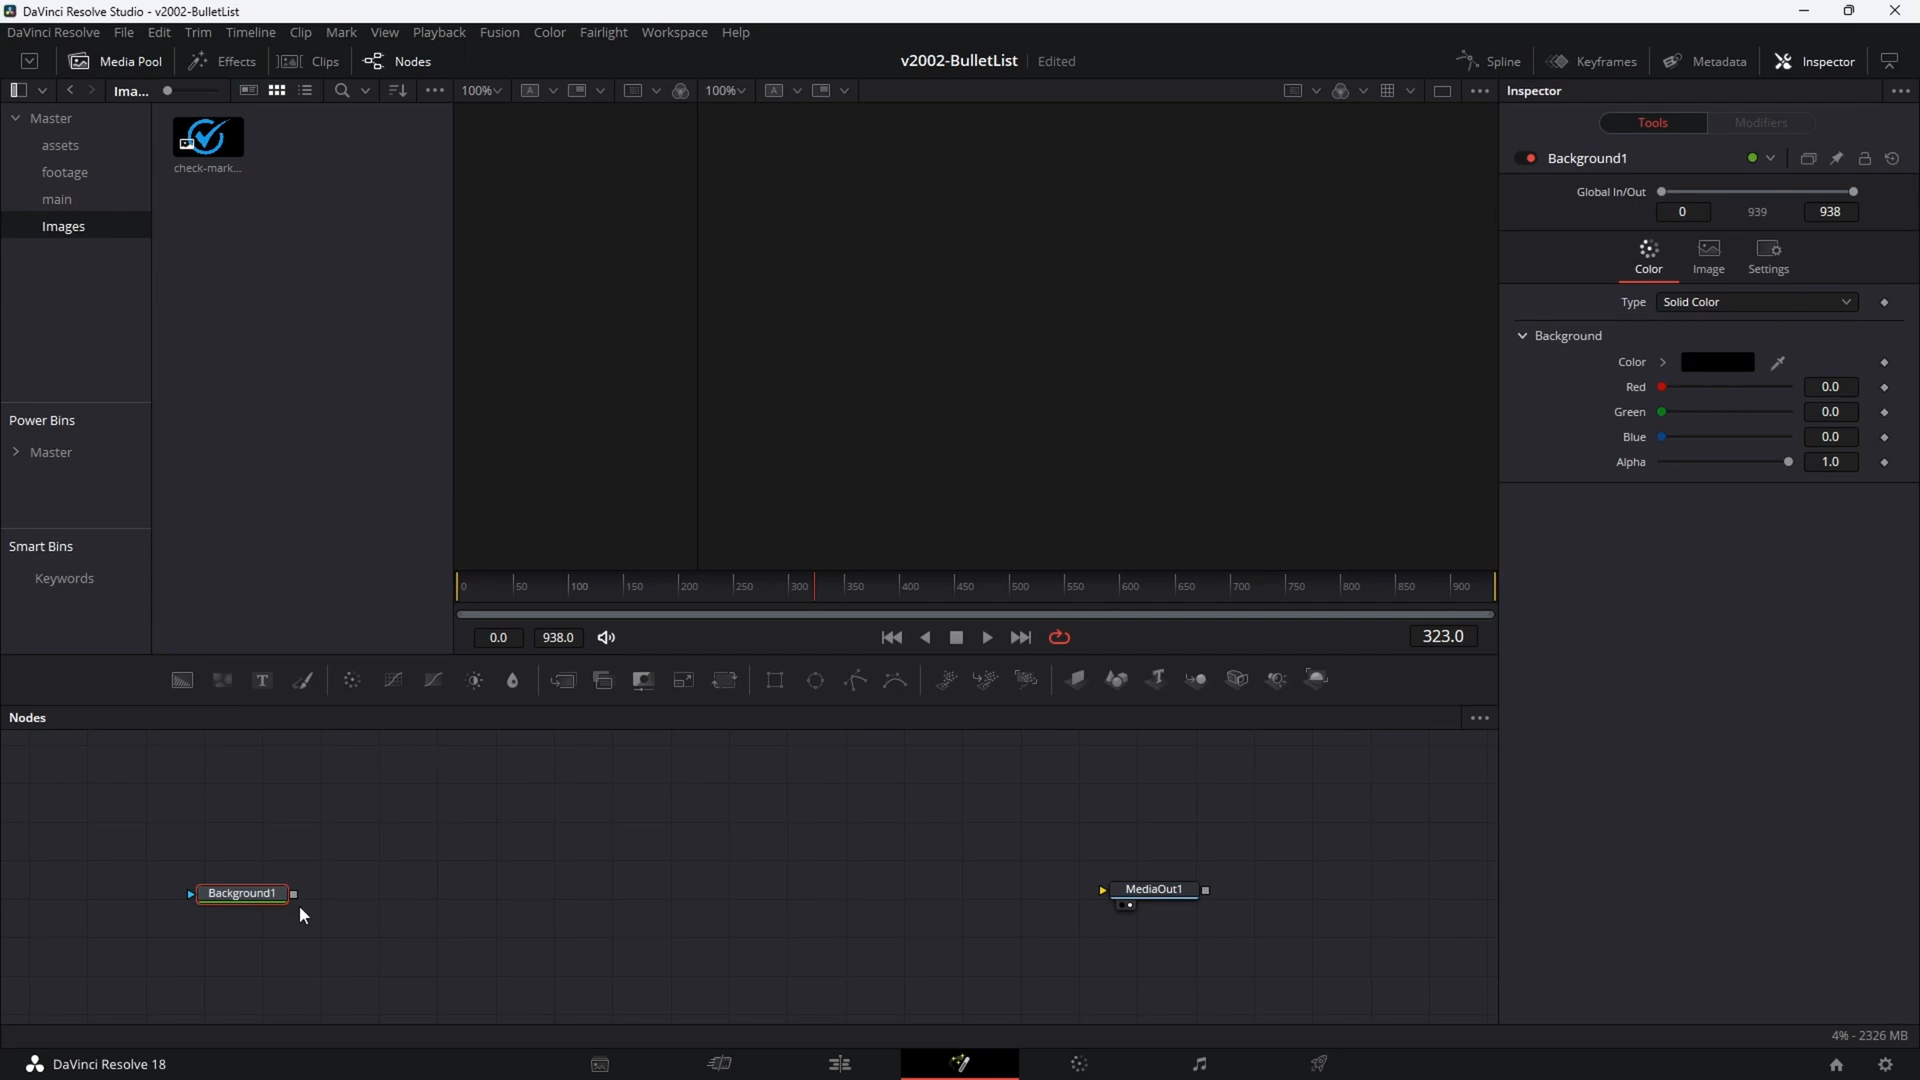 DaVinci Resolve Studio - v2002-BulletList
DaVinci Resolve File Edit Trim Timeline Clip Mark View Playback Fusion Color Fairlight Workspace Help
Media Pool Effects Clips Nodes v2002-BulletList Edited Spline Keyframes Metadata Inspector
Ima... 100% A 100% A Inspector
Master
assets
footage
main
Images
check-mark...
Power Bins
Master
Smart Bins
Keywords
Tools Modifiers
Background1
Global In/Out
0 939 938
Color Image Settings
Type Solid Color
Background
Color
Red 0.0
Green 0.0
Blue 0.0
Alpha 1.0
0 50 100 150 200 250 300 350 400 450 500 550 600 650 700 750 800 850 900
0.0 938.0 323.0
T T
Nodes
Background1
MediaOut1
4% - 2326 MB
DaVinci Resolve 18